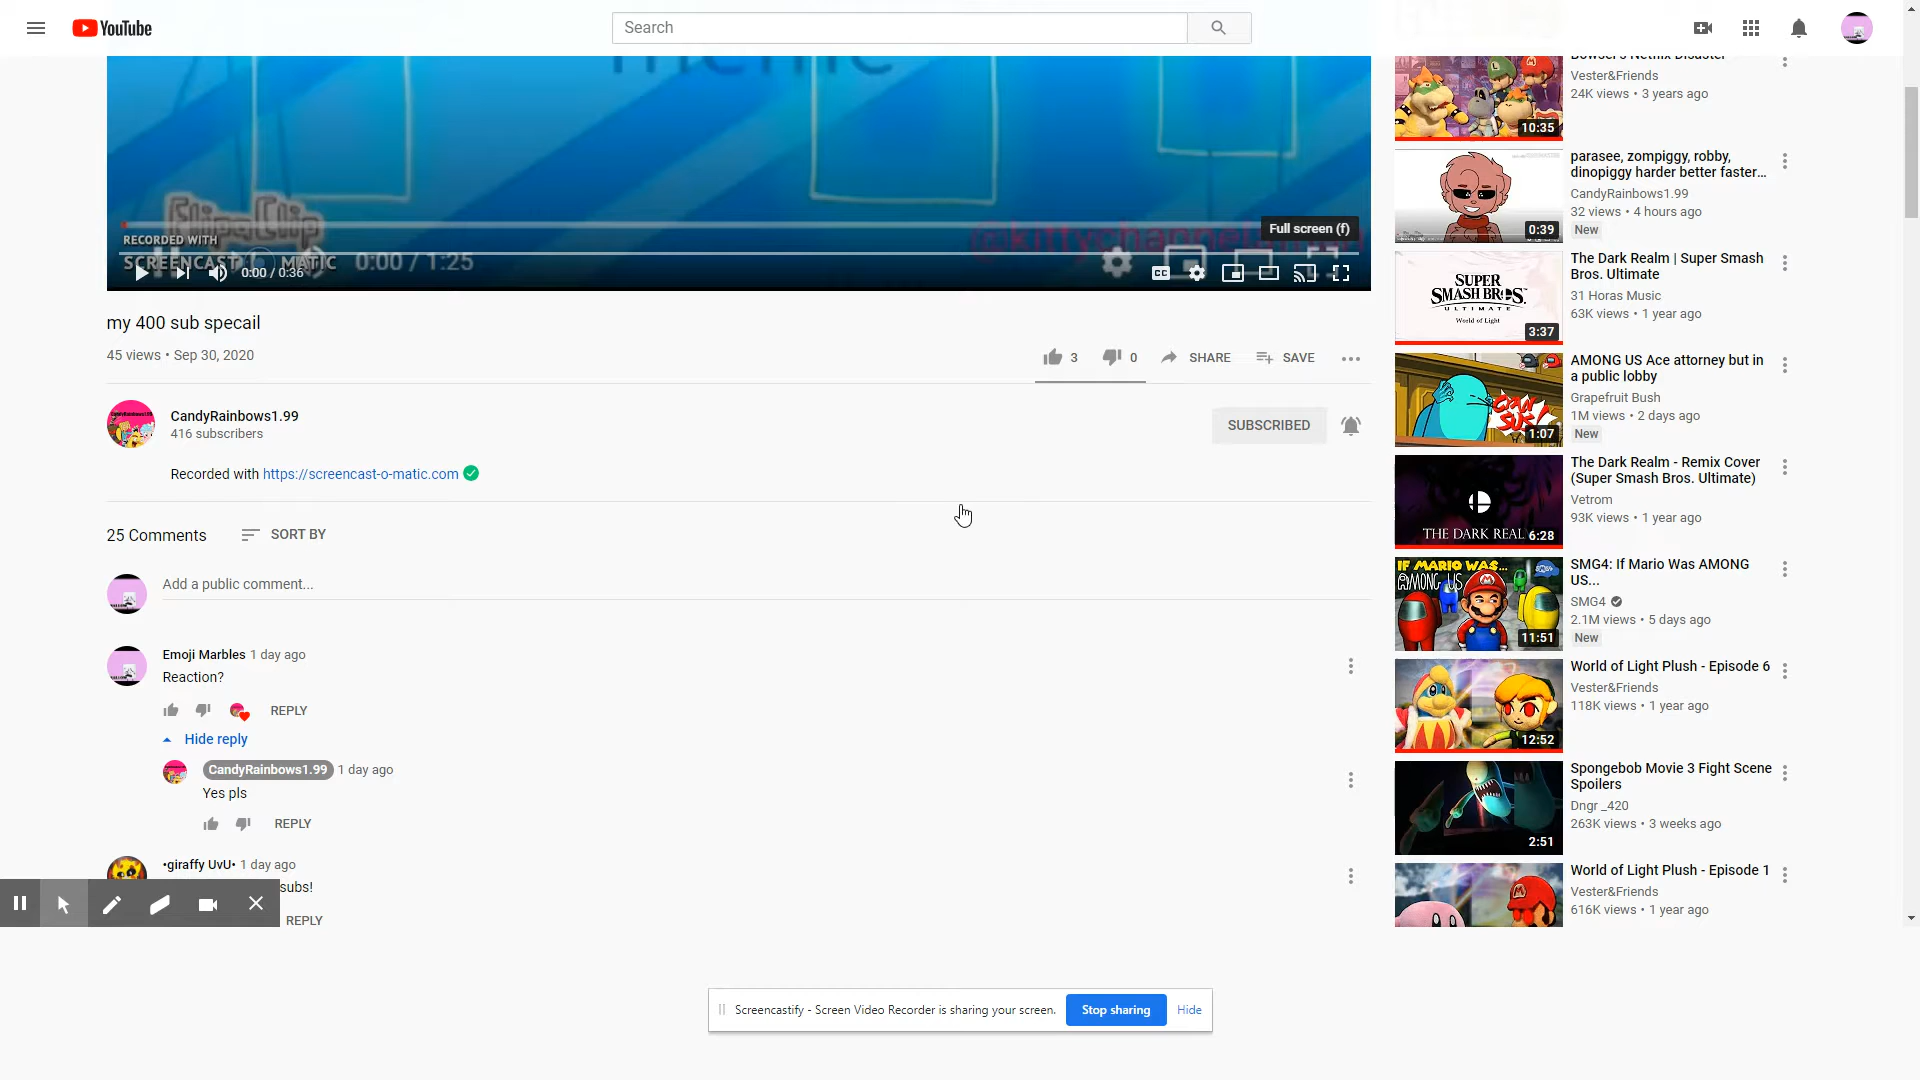 YouTube
Search
meme
FlipaClip
@kittychannel
RECORDED WITH
SCREENCAST MATIC
0:00 / 1:25
0:00 / 0:36
CC
Full screen (f)
my 400 sub specail
45 views • Sep 30, 2020
3
0
SHARE
SAVE
CandyRainbows1.99
416 subscribers
SUBSCRIBED
Recorded with https://screencast-o-matic.com
25 Comments
SORT BY
Add a public comment...
Emoji Marbles 1 day ago
Reaction?
REPLY
Hide reply
CandyRainbows1.99 1 day ago
Yes pls
REPLY
•giraffy UvU• 1 day ago
subs!
REPLY
Bowser's Netflix Disaster
Vester&Friends
24K views • 3 years ago
10:35
parasee, zompiggy, robby,
dinopiggy harder better faster...
CandyRainbows1.99
32 views • 4 hours ago
New
0:39
The Dark Realm | Super Smash
Bros. Ultimate
31 Horas Music
63K views • 1 year ago
SUPER
SMASH BROS.
ULTIMATE
World of Light
3:37
AMONG US Ace attorney but in
a public lobby
Grapefruit Bush
1M views • 2 days ago
New
1:07
The Dark Realm - Remix Cover
(Super Smash Bros. Ultimate)
Vetrom
93K views • 1 year ago
THE DARK REAL
6:28
SMG4: If Mario Was AMONG
US...
SMG4
2.1M views • 5 days ago
New
IF MARIO WAS...
AMONG US
11:51
World of Light Plush - Episode 6
Vester&Friends
118K views • 1 year ago
12:52
Spongebob Movie 3 Fight Scene
Spoilers
Dngr _420
263K views • 3 weeks ago
2:51
World of Light Plush - Episode 1
Vester&Friends
616K views • 1 year ago
Screencastify - Screen Video Recorder is sharing your screen.
Stop sharing
Hide